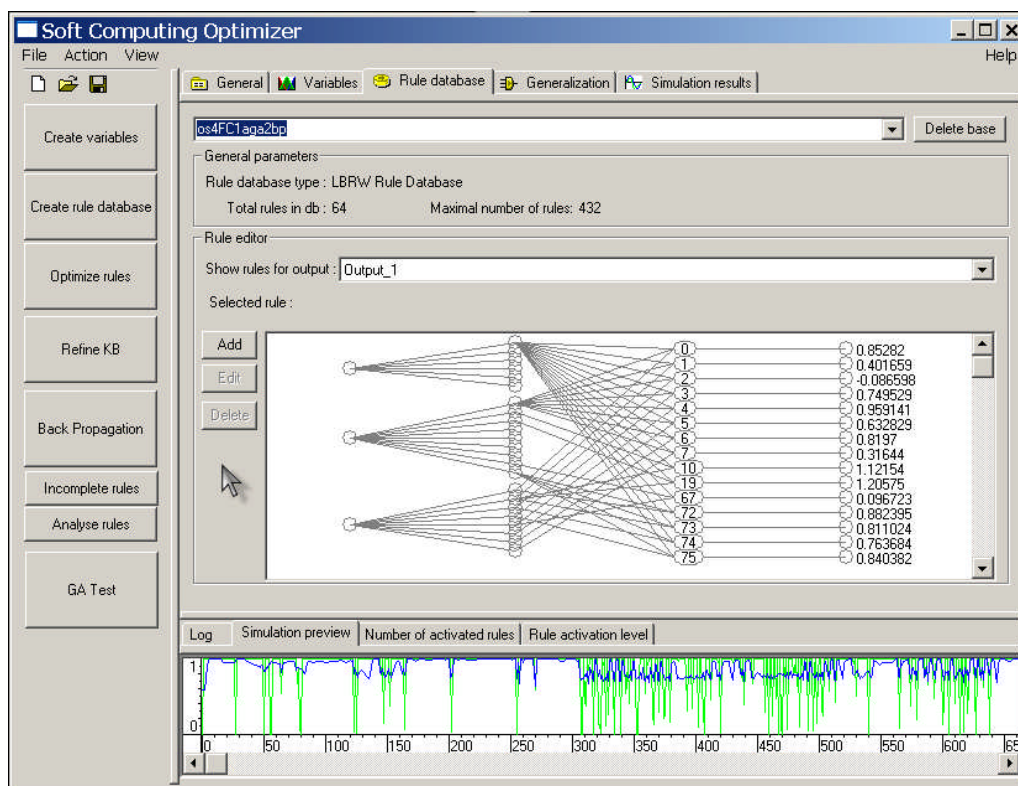 Soft Computing Optimizer
File Action View Help
General Variables Rule database Generalization Simulation results
Create variables
Create rule database
Optimize rules
Refine KB
Back Propagation
Incomplete rules
Analyse rules
GA Test
os4FC1aga2bp Delete base
General parameters
Rule database type : LBRW Rule Database
Total rules in db : 64 Maximal number of rules: 432
Rule editor
Show rules for output : Output_1
Selected rule :
Add
Edit
Delete
0 0.85282
1 0.401659
2 -0.086598
3 0.749529
4 0.959141
5 0.632829
6 0.8197
7 0.31644
10 1.12154
19 1.20575
67 0.096723
72 0.882395
73 0.811024
74 0.763684
75 0.840382
Log Simulation preview Number of activated rules Rule activation level
1
0
0 50 100 150 200 250 300 350 400 450 500 550 600 65